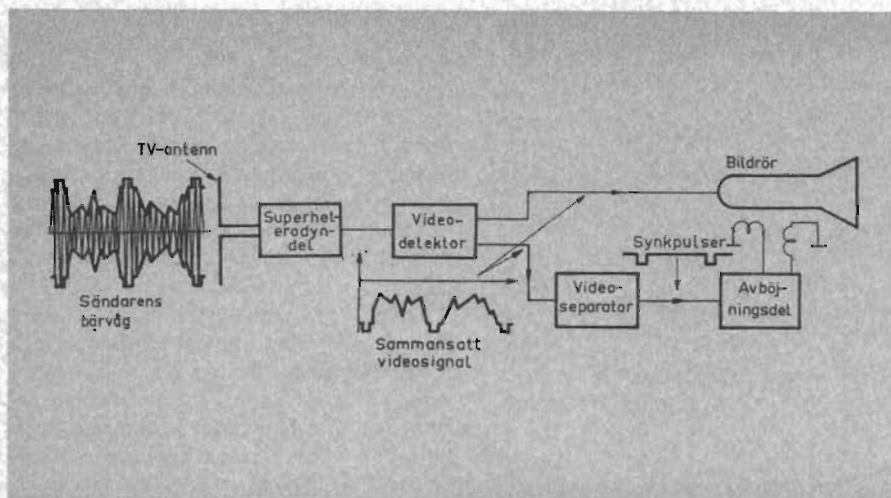 TV-antenn
Bildrör
Superhet-
erodyn-
del
Video-
detektor
Synkpulser
Sändarens
bärvåg
Video-
separator
Avböj-
ningsdel
Sammansatt
videosignal